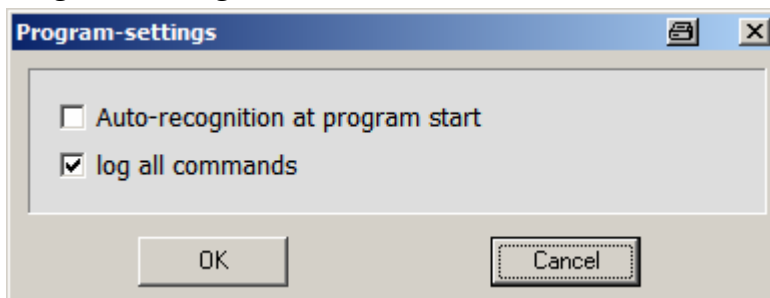 Program-settings
Auto-recognition at program start
log all commands
OK Cancel